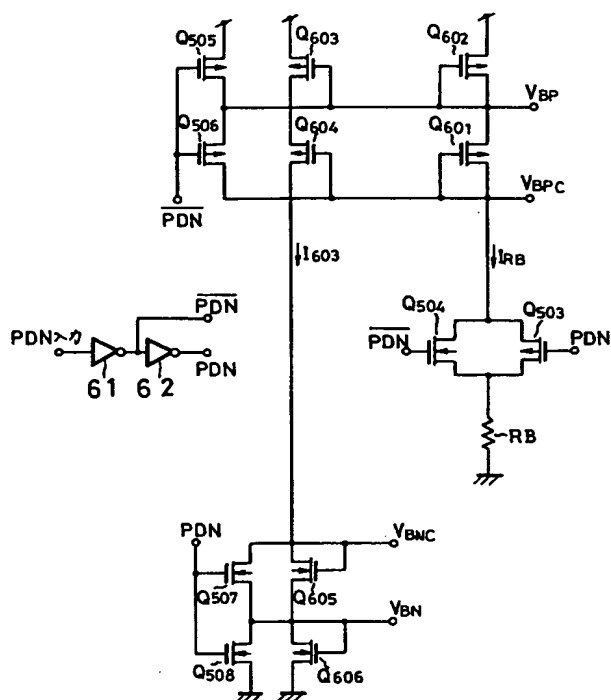 Q505
Q603
Q602
VBP
Q506
Q604
Q601
VBPC
PDN
I603
IRB
Q504
Q503
PDN
PDN入力
PDN
PDN
PDN
61
62
RB
PDN
VBNC
Q507
Q605
VBN
Q508
Q606